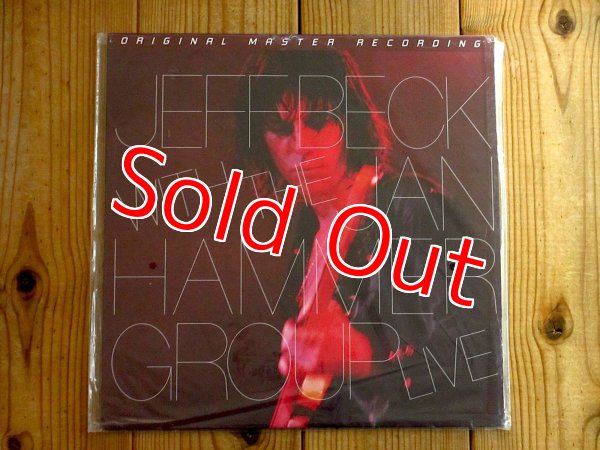 ORIGINAL MASTER RECORDING
JEFF BECK
WITH THE JAN
HAMMER
GROUP LIVE
Sold Out